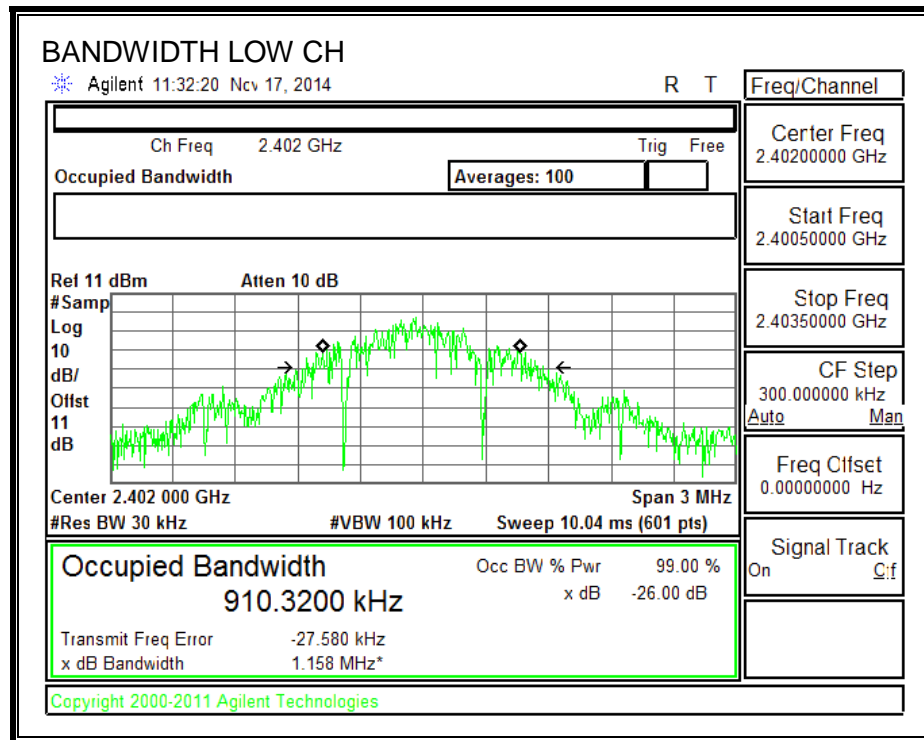 BANDWIDTH LOW CH
Agilent 11:32:20 Nov 17, 2014 R T
Freq/Channel
Ch Freq 2.402 GHz Trig Free
Occupied Bandwidth Averages: 100
Center Freq
2.40200000 GHz
Start Freq
2.40050000 GHz
Stop Freq
2.40350000 GHz
CF Step
300.000000 kHz
Auto Man
Freq Offset
0.00000000 Hz
Signal Track
On Off
Ref 11 dBm Atten 10 dB
#Samp
Log
10
dB/
Offst
11
dB
Center 2.402 000 GHz Span 3 MHz
#Res BW 30 kHz #VBW 100 kHz Sweep 10.04 ms (601 pts)
Occupied Bandwidth
910.3200 kHz
Occ BW % Pwr 99.00 %
x dB -26.00 dB
Transmit Freq Error -27.580 kHz
x dB Bandwidth 1.158 MHz*
Copyright 2000-2011 Agilent Technologies